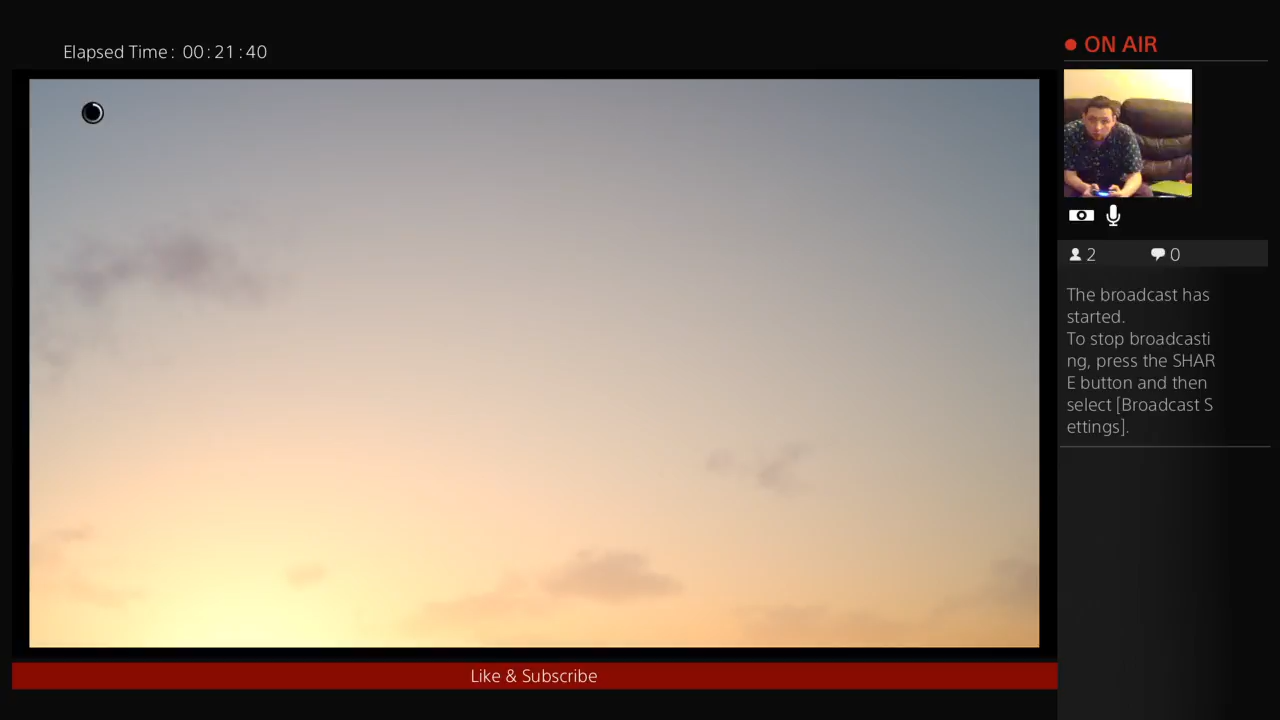 Elapsed Time: 00:21:40
ON AIR
2
0
The broadcast has
started.
To stop broadcasti
ng, press the SHAR
E button and then
select [Broadcast S
ettings].
Like & Subscribe